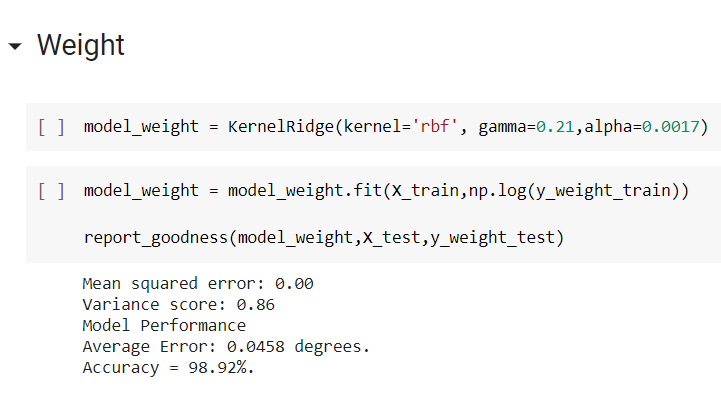 Weight
[ ] model_weight = KernelRidge(kernel='rbf', gamma=0.21,alpha=0.0017)
[ ] model_weight = model_weight.fit(X_train,np.log(y_weight_train))
report_goodness(model_weight,X_test,y_weight_test)
Mean squared error: 0.00
Variance score: 0.86
Model Performance
Average Error: 0.0458 degrees.
Accuracy = 98.92%.